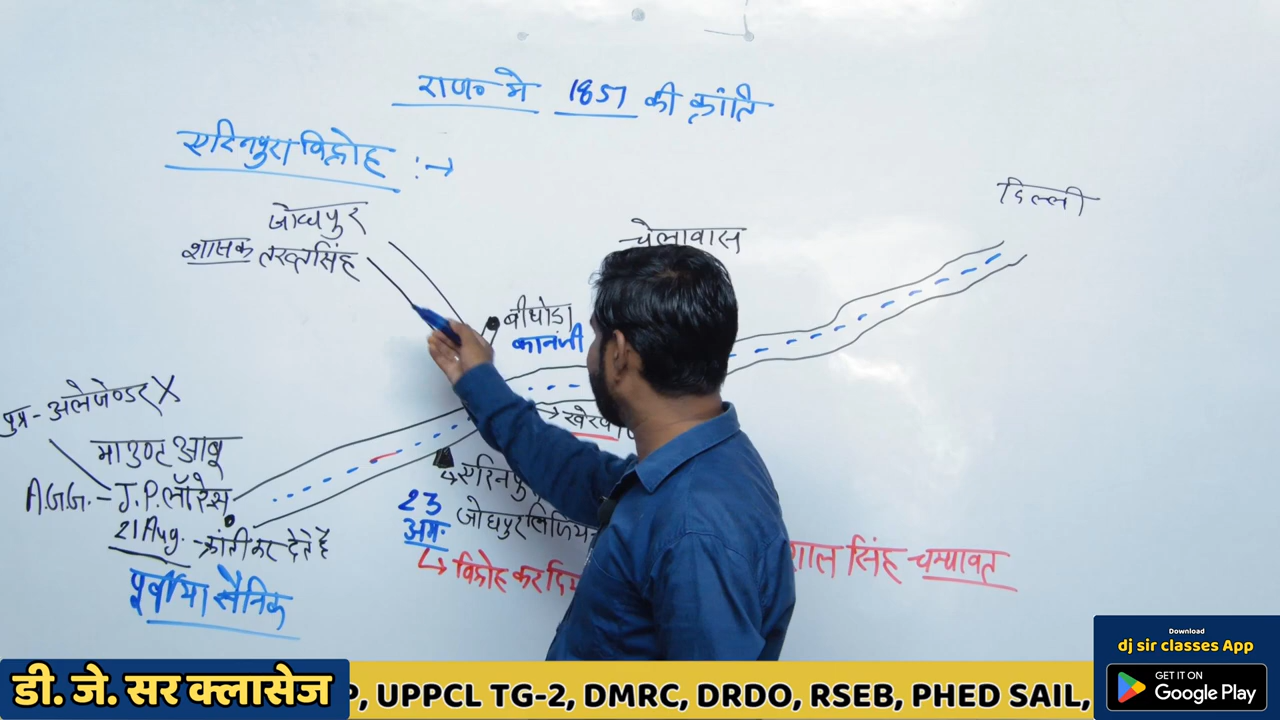 राज० मे 1857 की क्रांति
एरिनपुरा विद्रोह :→
दिल्ली
जोधपुर
शासक तख्तसिंह
चेलावास
बीथोडा
कानजी
पुत्र - अलेजेण्डर X
माउण्ट आबू
A.G.G. - J.P. लॉरेंस
21 Aug. - क्रांती कर देते है
पूर्बीया सैनिक
→ खेरवा
एरिनपु
23 अग.
जोधपुर लिजियन
→ विद्रोह कर दिया
शाल सिंह चम्पावत
Download
dj sir classes App
GET IT ON
Google Play
डी. जे. सर क्लासेज
P, UPPCL TG-2, DMRC, DRDO, RSEB, PHED SAIL,